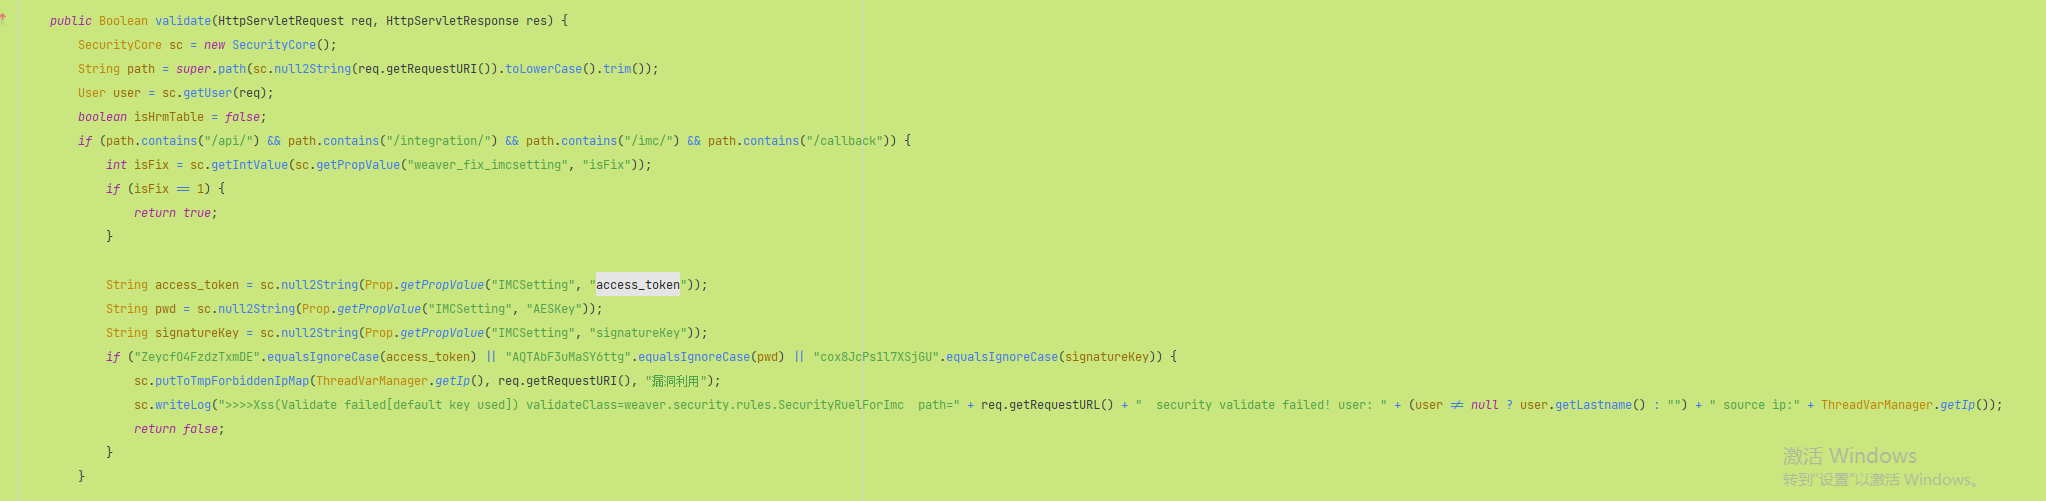 public Boolean validate(HttpServletRequest req, HttpServletResponse res) {
SecurityCore sc = new SecurityCore();
String path = super.path(sc.null2String(req.getRequestURI()).toLowerCase().trim());
User user = sc.getUser(req);
boolean isHrmTable = false;
if (path.contains("/api/") && path.contains("/integration/") && path.contains("/imc/") && path.contains("/callback")) {
int isFix = sc.getIntValue(sc.getPropValue("weaver_fix_imcsetting", "isFix"));
if (isFix == 1) {
return true;
}
String access_token = sc.null2String(Prop.getPropValue("IMCSetting", "access_token"));
String pwd = sc.null2String(Prop.getPropValue("IMCSetting", "AESKey"));
String signatureKey = sc.null2String(Prop.getPropValue("IMCSetting", "signatureKey"));
if ("ZeycfO4FzdzTxmDE".equalsIgnoreCase(access_token) || "AQTAbF3uMaSY6ttg".equalsIgnoreCase(pwd) || "cox8JcPs1l7XSjGU".equalsIgnoreCase(signatureKey)) {
sc.putToTmpForbiddenIpMap(ThreadVarManager.getIp(), req.getRequestURI(), "漏洞利用");
sc.writeLog(">>>>Xss(Validate failed[default key used]) validateClass=weaver.security.rules.SecurityRuelForImc  path=" + req.getRequestURL() + "  security validate failed! user: " + (user != null ? user.getLastname() : "") + " source ip:" + ThreadVarManager.getIp());
return false;
}
}
激活 Windows
转到"设置"以激活 Windows。